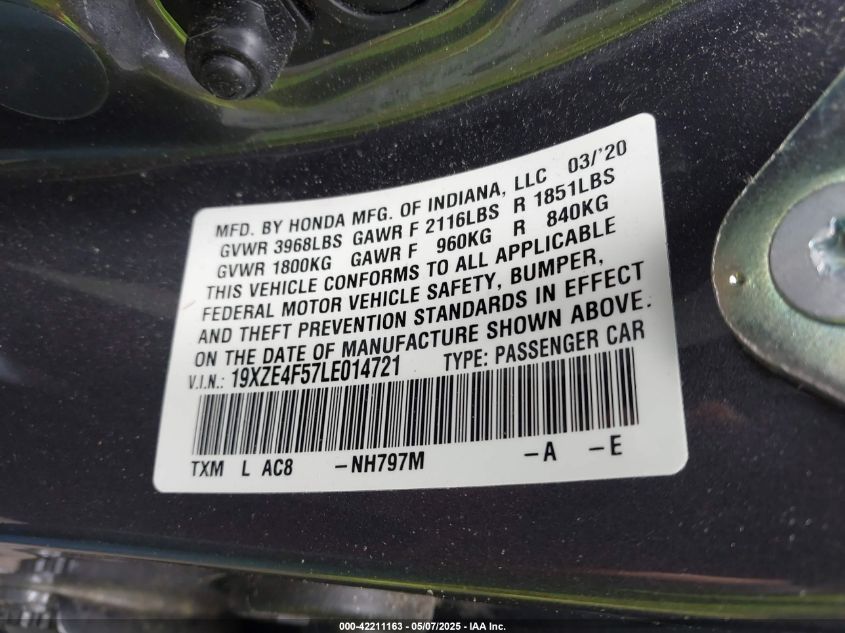 MFD. BY HONDA MFG. OF INDIANA, LLC 03/'20
GVWR 3968LBS GAWR F 2116LBS R 1851LBS
GVWR 1800KG GAWR F 960KG R 840KG
THIS VEHICLE CONFORMS TO ALL APPLICABLE
FEDERAL MOTOR VEHICLE SAFETY, BUMPER,
AND THEFT PREVENTION STANDARDS IN EFFECT
ON THE DATE OF MANUFACTURE SHOWN ABOVE.
V.I.N.: 19XZE4F57LE014721 TYPE: PASSENGER CAR
TXM L AC8 -NH797M -A -E
000-42211163 - 05/07/2025 - IAA Inc.